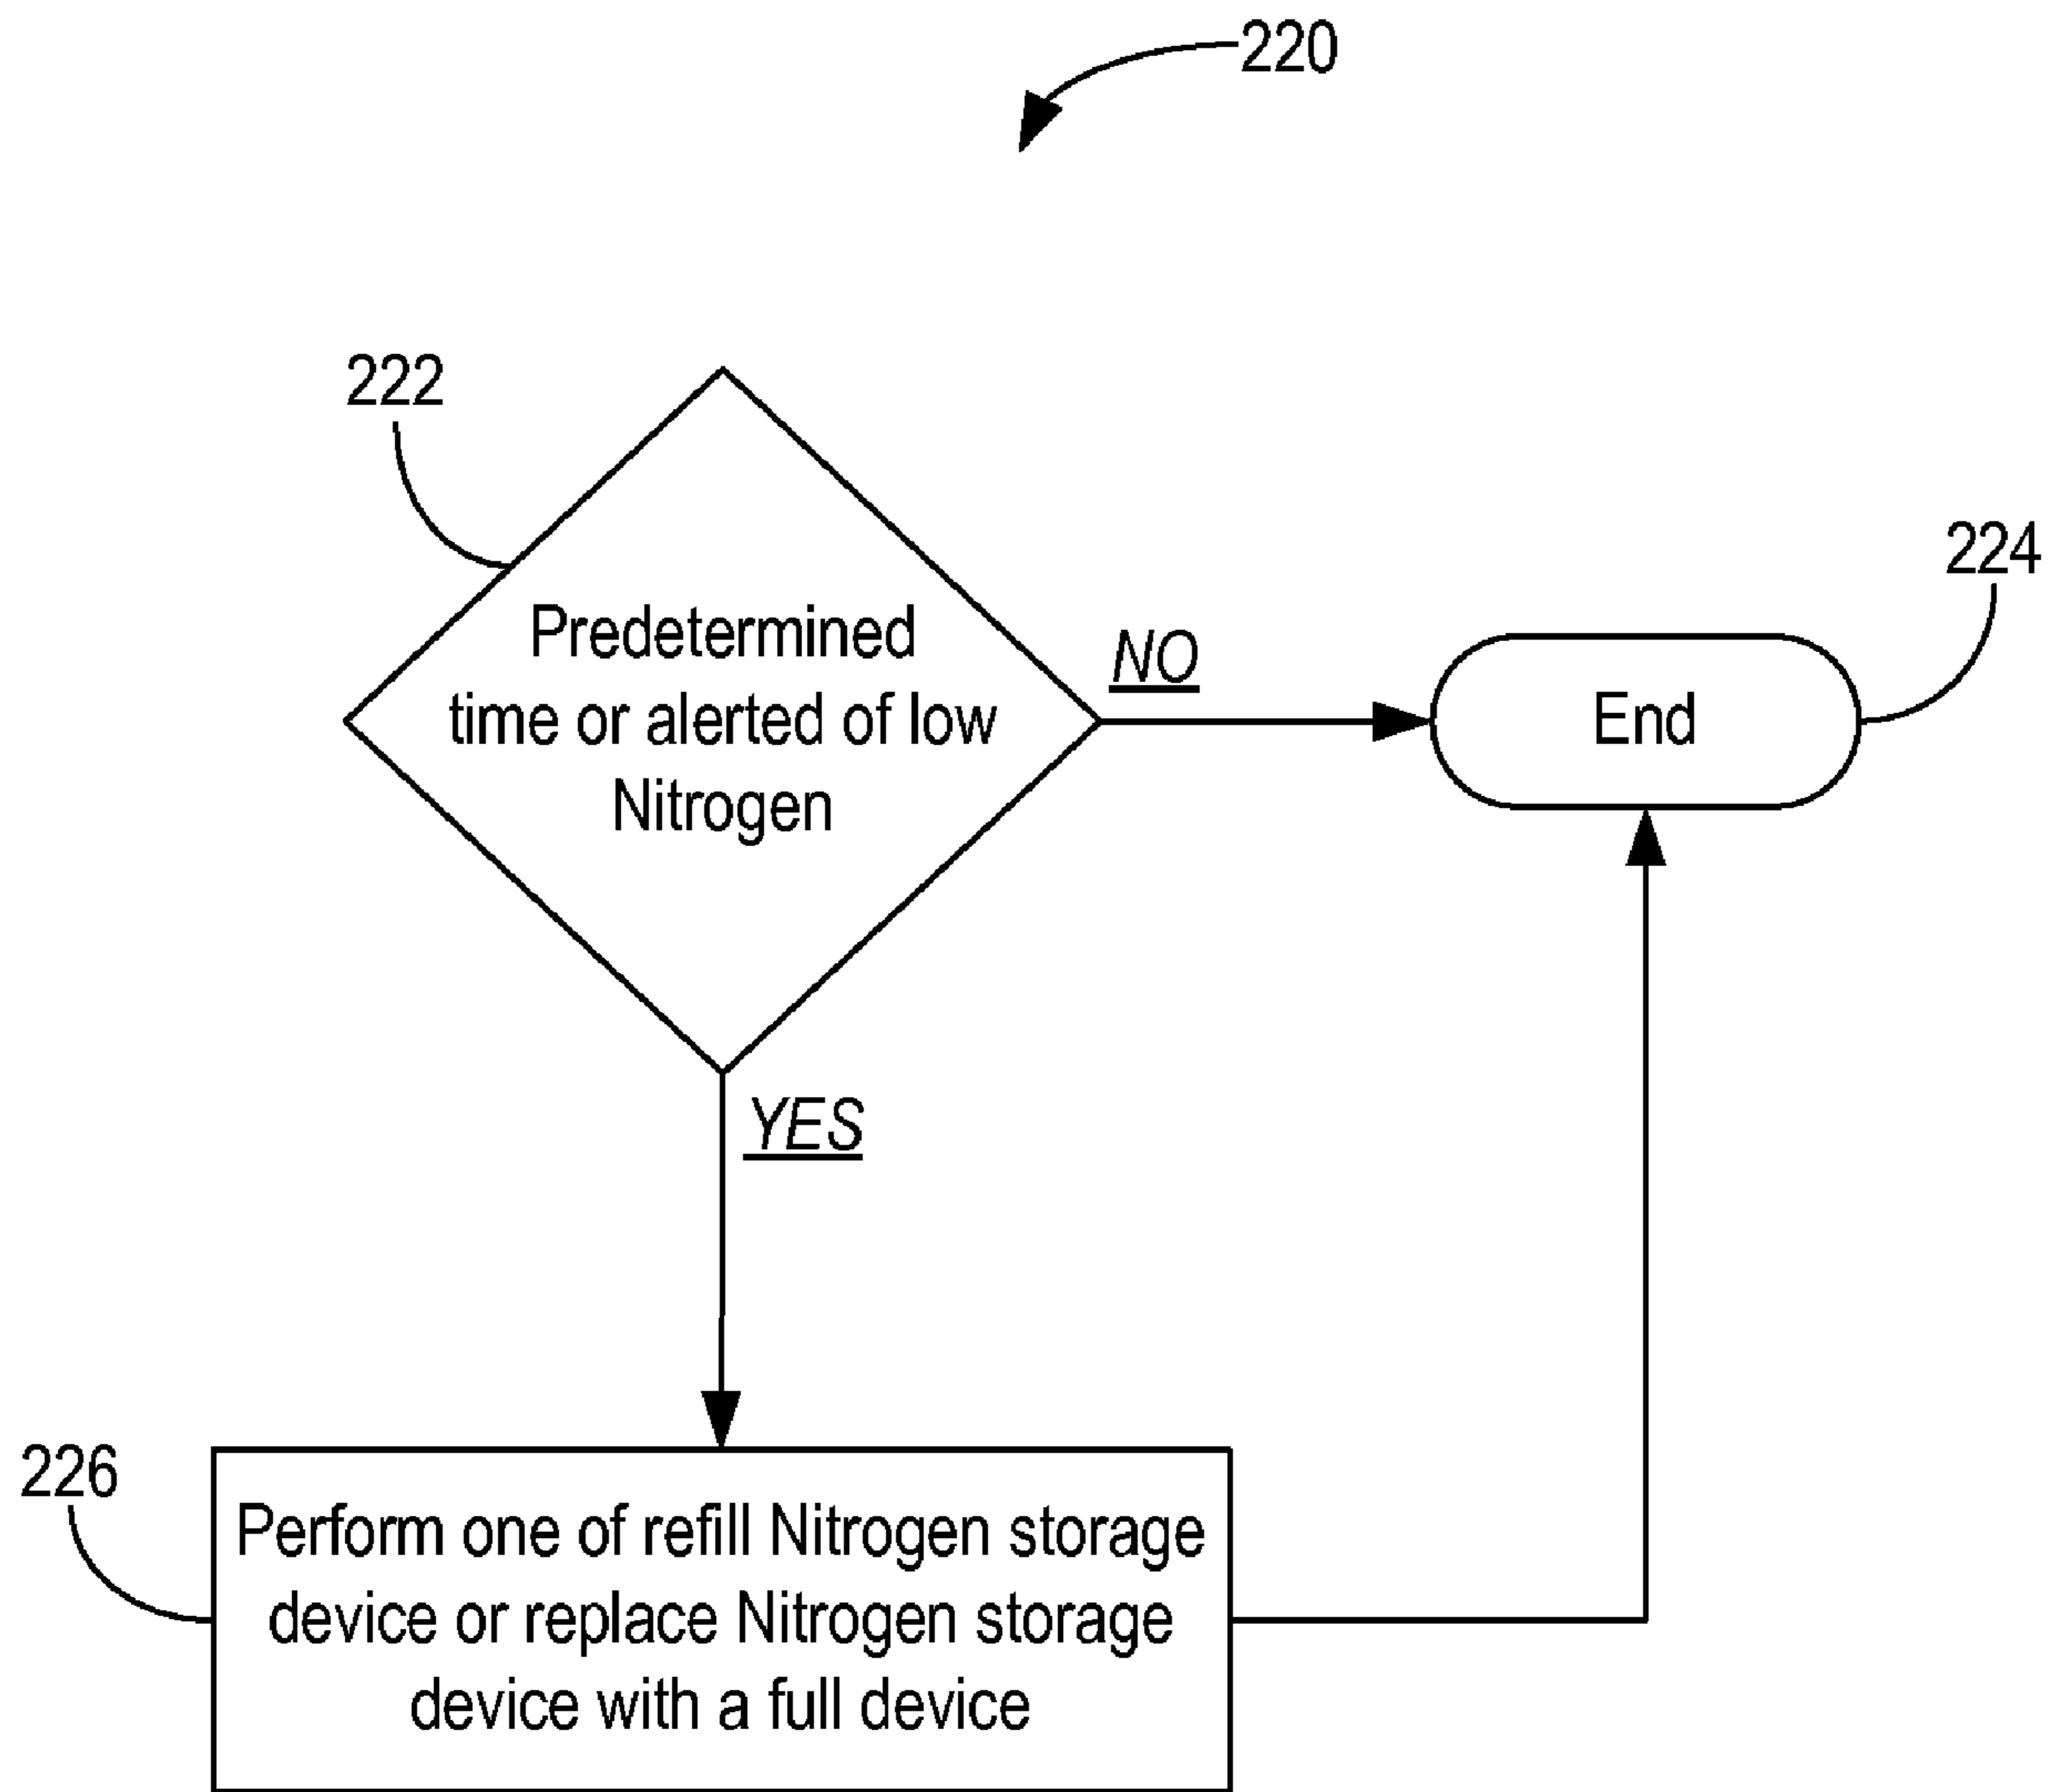 220
222
Predetermined
time or alerted of low
Nitrogen
NO
End
224
YES
226
Perform one of refill Nitrogen storage
device or replace Nitrogen storage
device with a full device